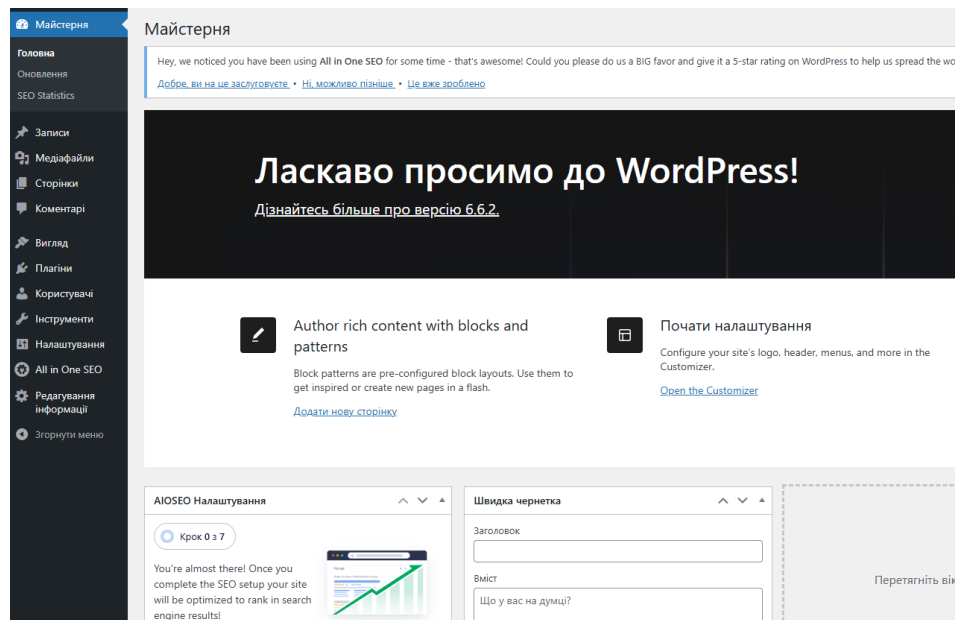 Майстерня
Головна
Оновлення
SEO Statistics
Записи
Медіафайли
Сторінки
Коментарі
Вигляд
Плагіни
Користувачі
Інструменти
Налаштування
All in One SEO
Редагування
інформації
Згорнути меню
Майстерня
Hey, we noticed you have been using All in One SEO for some time - that's awesome! Could you please do us a BIG favor and give it a 5-star rating on WordPress to help us spread the
Добре, ви на це заслуговуєте • Ні, можливо пізніше • Це вже зроблено
Ласкаво просимо до WordPress!
Дізнайтесь більше про версію 6.6.2.
Author rich content with blocks and
patterns
Block patterns are pre-configured block layouts. Use them to
get inspired or create new pages in a flash.
Додати нову сторінку
Почати налаштування
Configure your site's logo, header, menus, and more in the
Customizer.
Open the Customizer
AIOSEO Налаштування
Крок 0 з 7
You're almost there! Once you
complete the SEO setup your site
will be optimized to rank in search
engine results!
Швидка чернетка
Заголовок
Вміст
Що у вас на думці?
Перетягніть